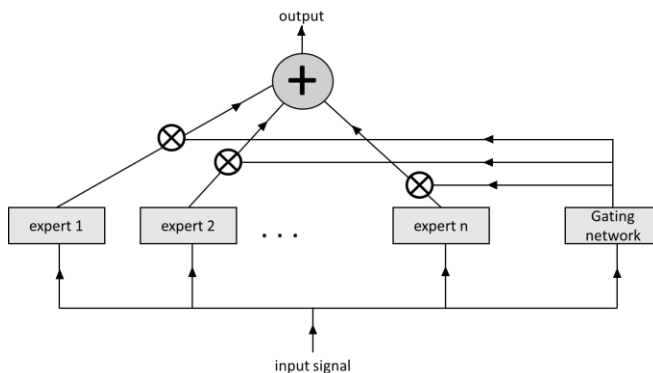 output
expert 1
expert 2
. . .
expert n
Gating
network
input signal